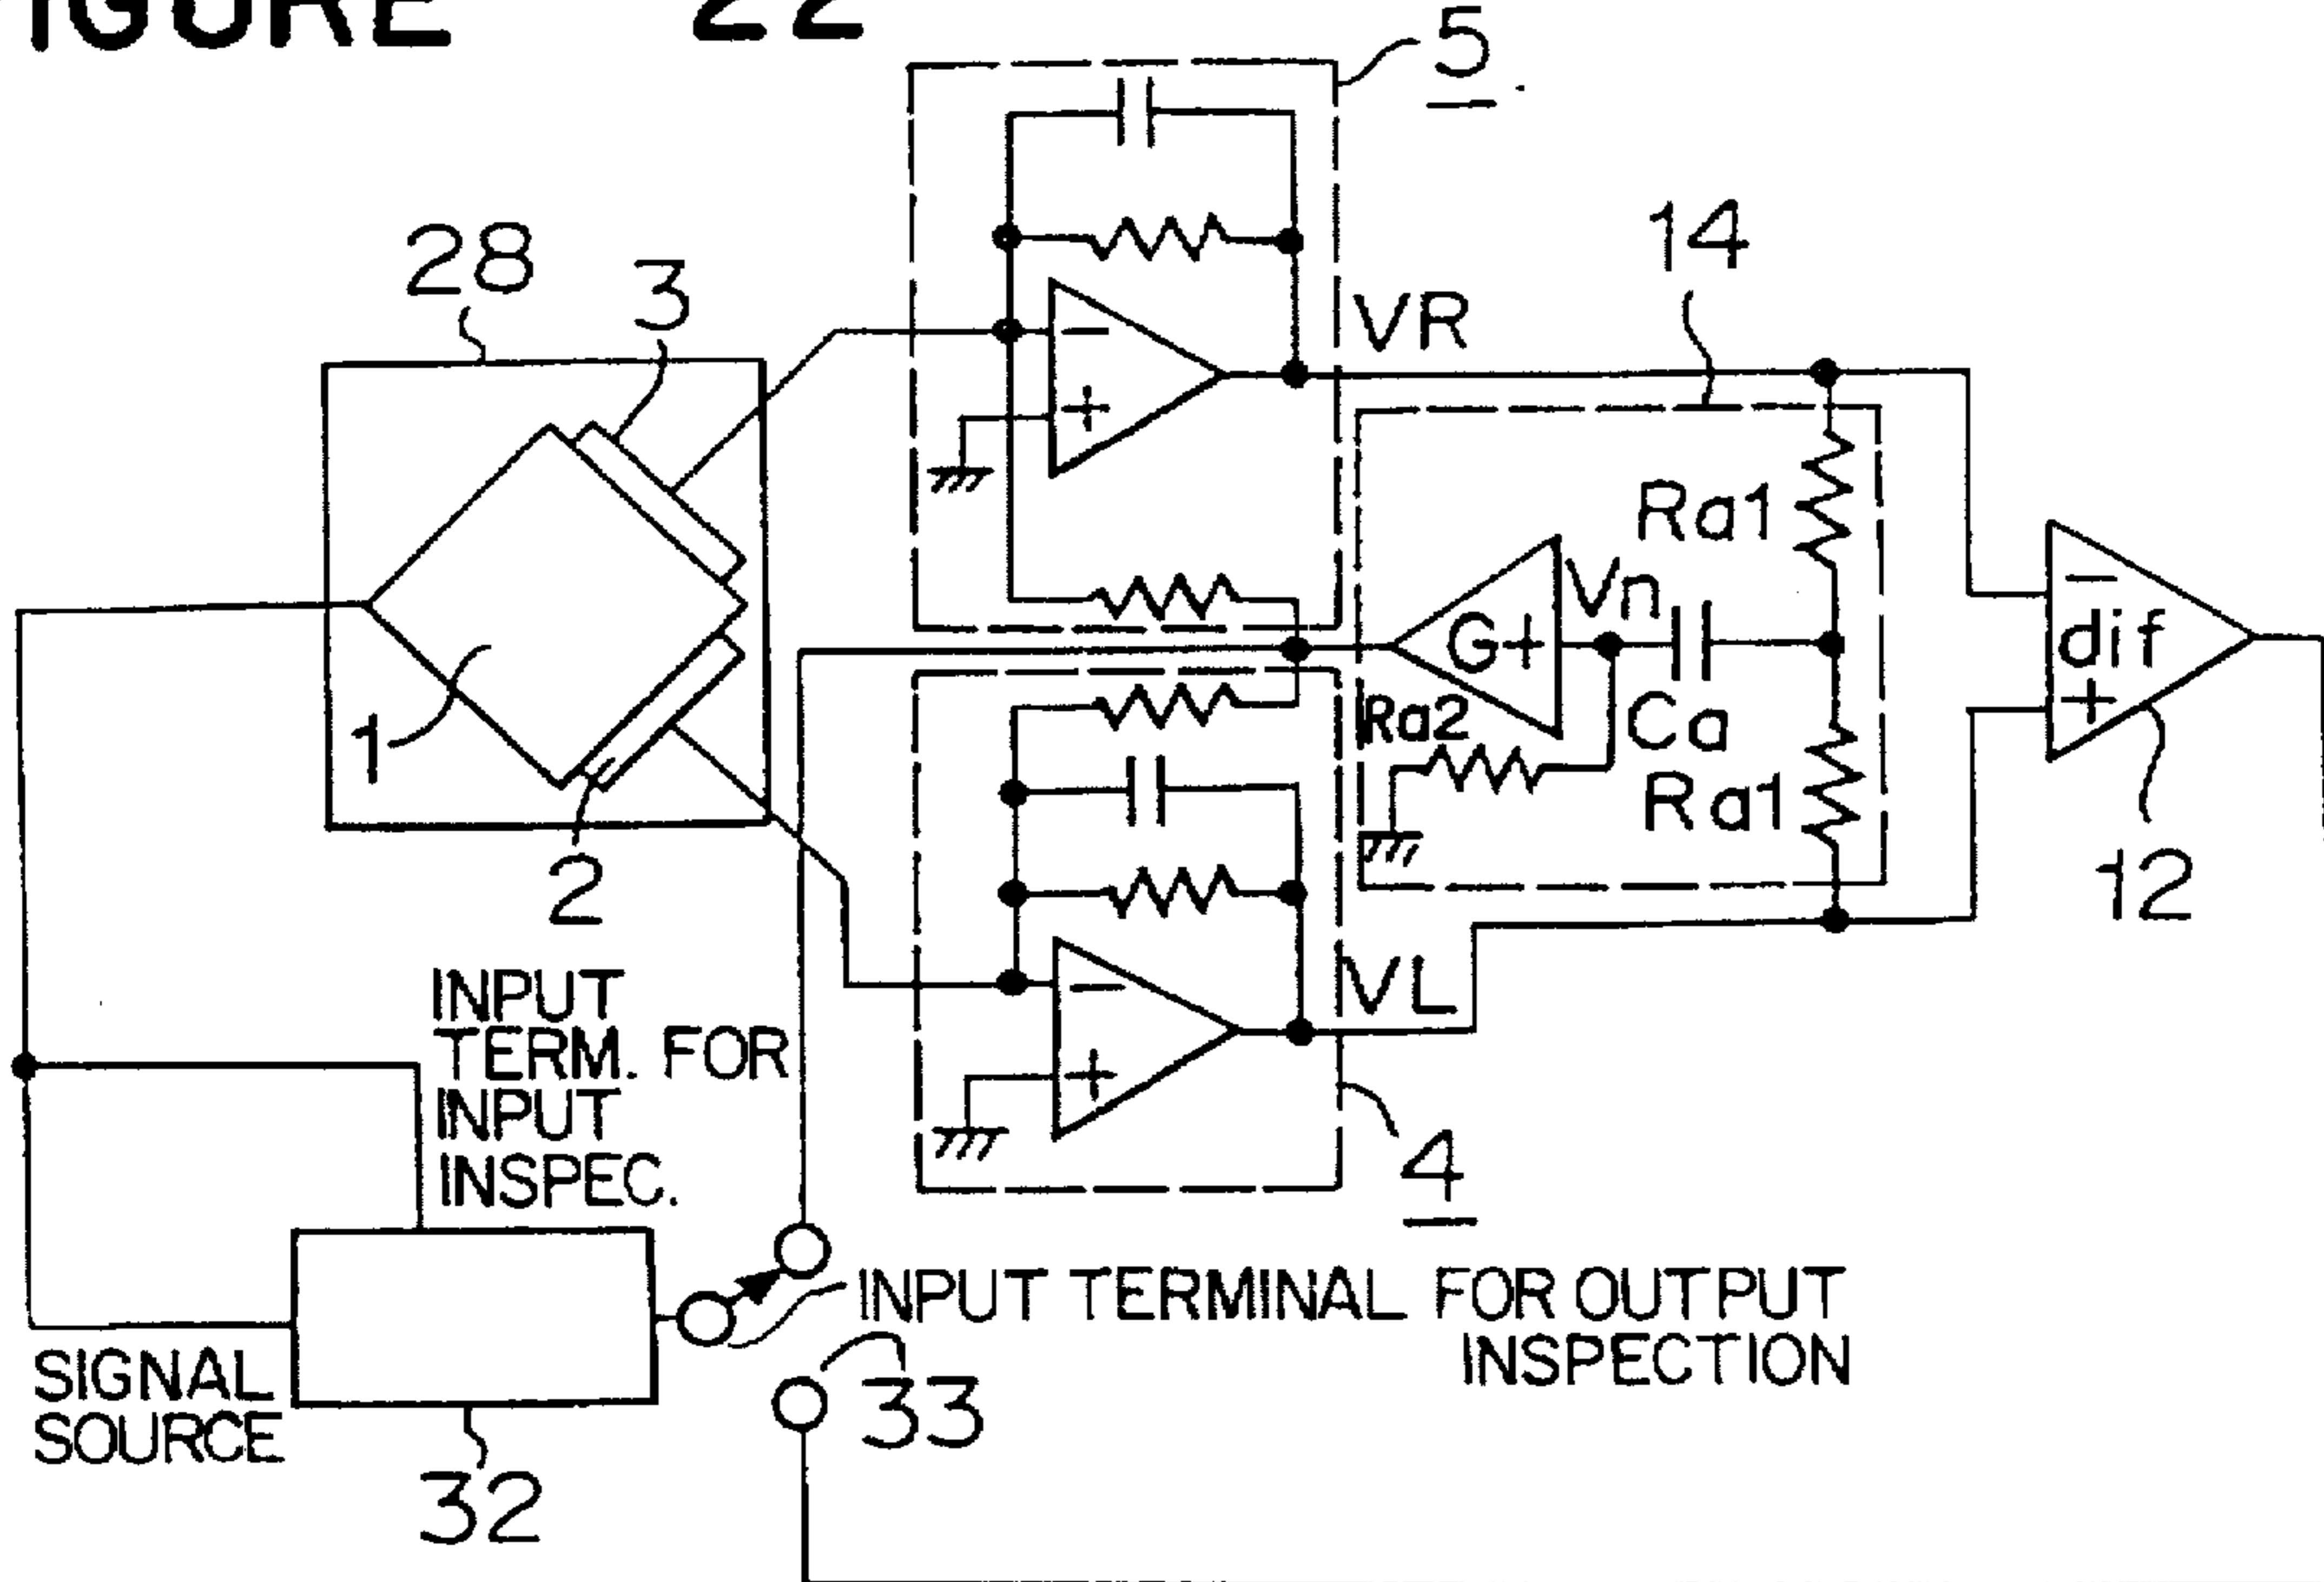 IGURE 22
5
28
3
14
VR
Ra1
Vn
G+
dif
Ca
Ra2
Ra1
1
2
12
VL
4
INPUT
TERM. FOR
INPUT
INSPEC.
INPUT TERMINAL FOR OUTPUT
INSPECTION
SIGNAL
SOURCE
33
32